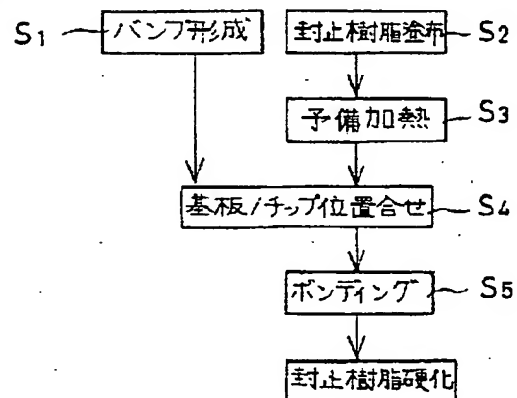 S1 バンプ形成 封止樹脂塗布 S2
予備加熱 S3
基板/チップ位置合せ S4
ボンディング S5
封止樹脂硬化